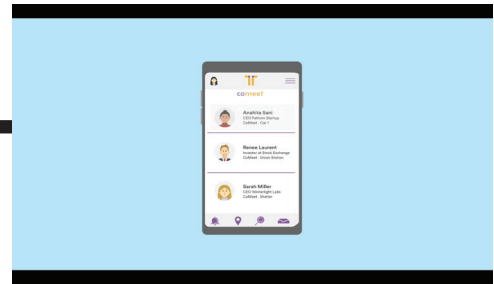 comeet
Anahita Sani
CEO Fathom Startup
CoMeet . Car 1
Renee Laurent
Investor at Stock Exchange
CoMeet . Union Station
Sarah Miller
CEO Winterlight Labs
CoMeet . Shelter